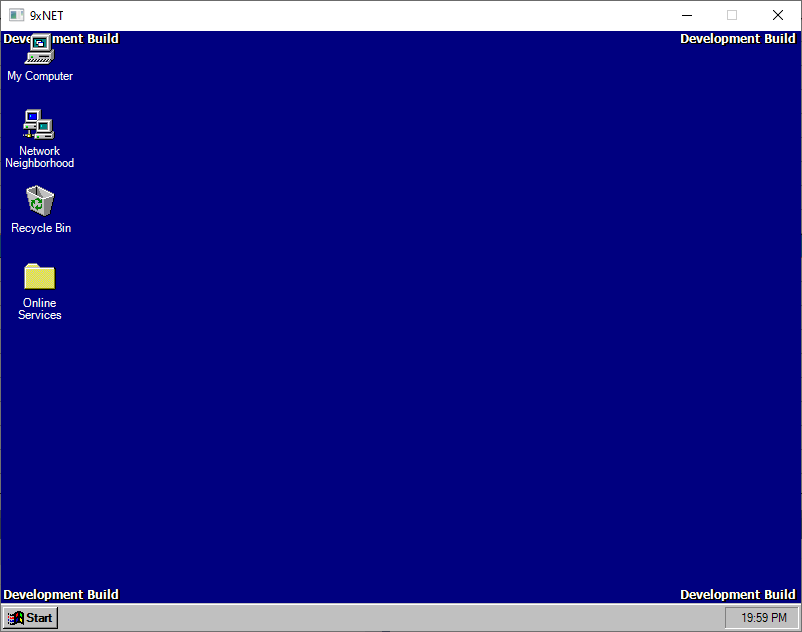 9xNET
Development Build
Development Build
My Computer
Network
Neighborhood
Recycle Bin
Online
Services
Development Build
Development Build
Start
19:59 PM